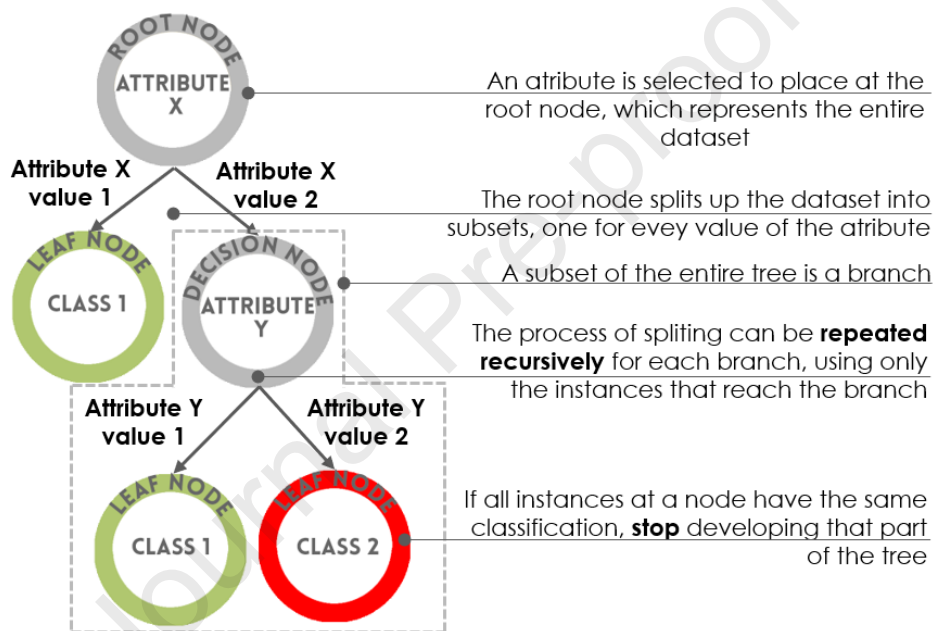 ROOT NODE
ATTRIBUTE
X
An atribute is selected to place at the
root node, which represents the entire
dataset
Attribute X
value 1
Attribute X
value 2
The root node splits up the dataset into
subsets, one for evey value of the atribute
LEAF NODE
CLASS 1
DECISION NODE
ATTRIBUTE
Y
A subset of the entire tree is a branch
The process of spliting can be repeated
recursively for each branch, using only
the instances that reach the branch
Attribute Y
value 1
Attribute Y
value 2
LEAF NODE
CLASS 1
LEAF NODE
CLASS 2
If all instances at a node have the same
classification, stop developing that part
of the tree
Journal Pre-proof